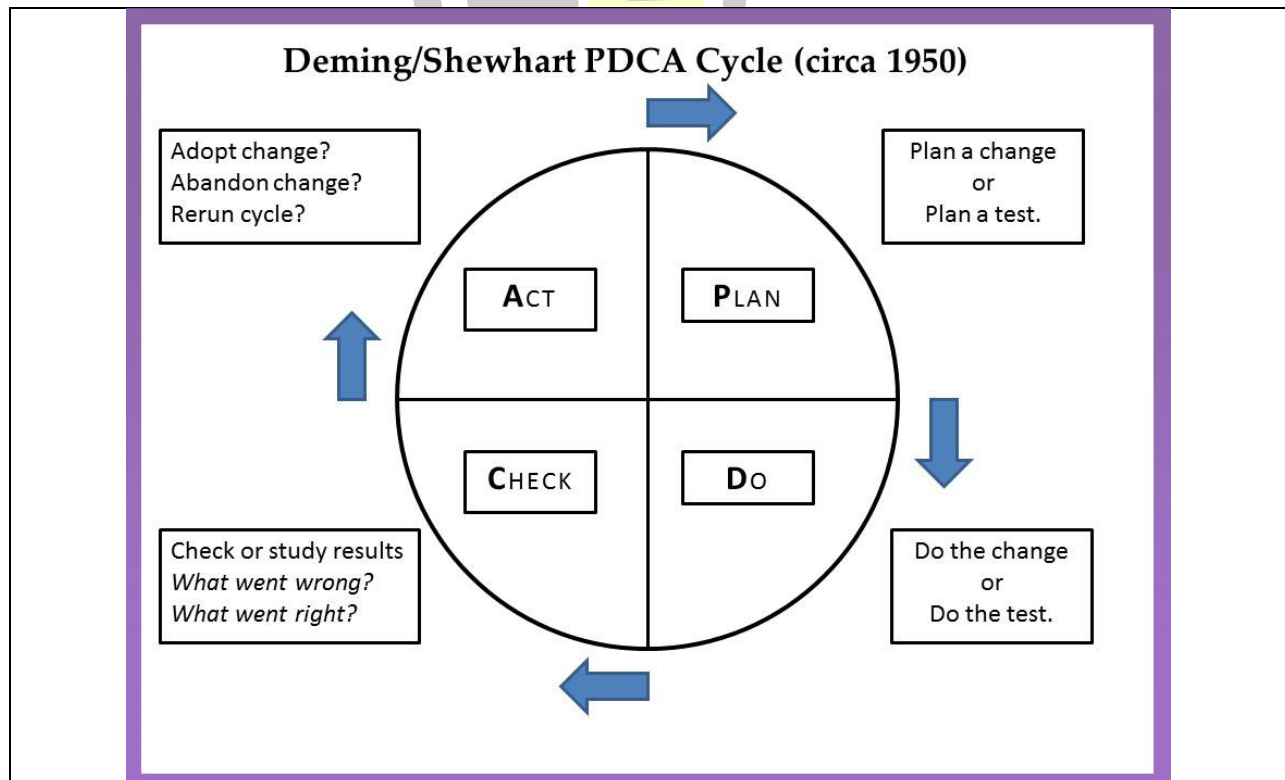 Deming/Shewhart PDCA Cycle (circa 1950)
Adopt change?
Abandon change?
Rerun cycle?
Plan a change
or
Plan a test.
ACT
PLAN
CHECK
DO
Check or study results
What went wrong?
What went right?
Do the change
or
Do the test.